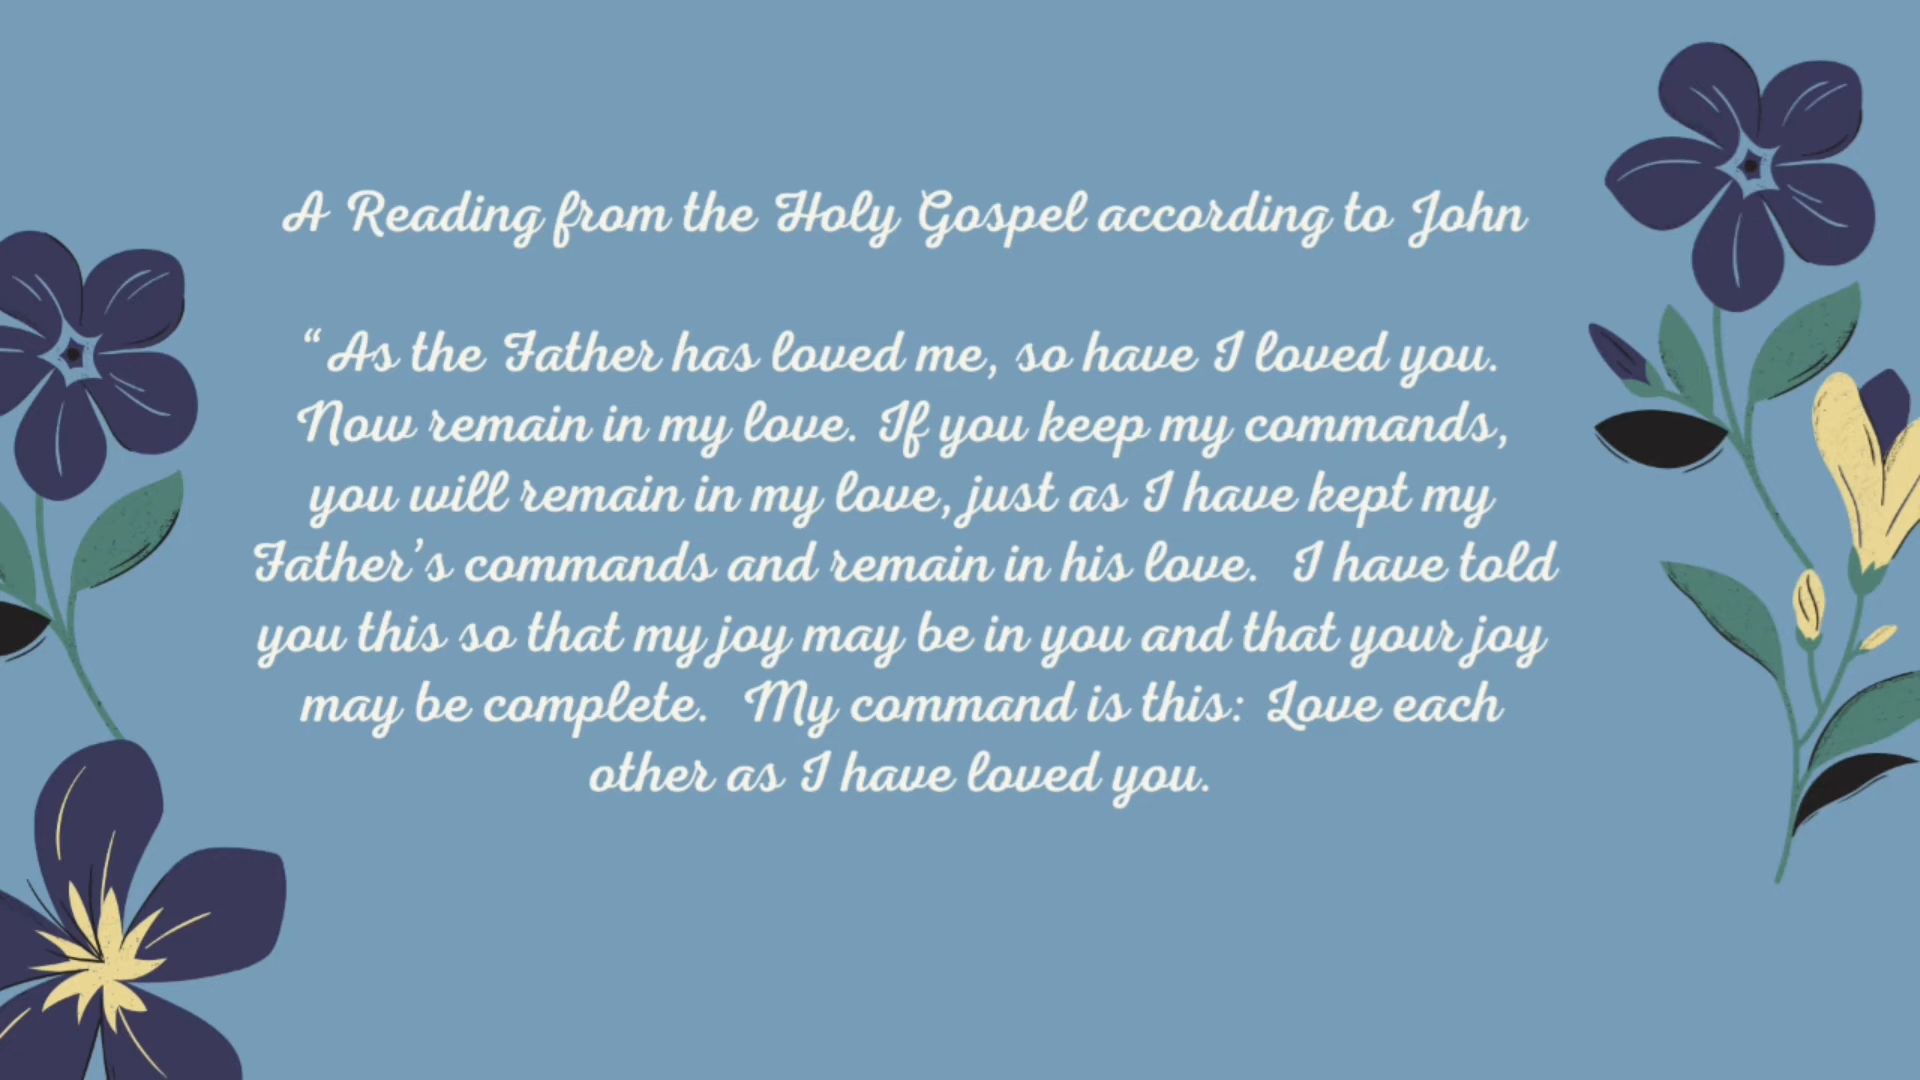 A Reading from the Holy Gospel according to John
“As the Father has loved me, so have I loved you.
Now remain in my love. If you keep my commands,
you will remain in my love, just as I have kept my
Father’s commands and remain in his love. I have told
you this so that my joy may be in you and that your joy
may be complete. My command is this: Love each
other as I have loved you.